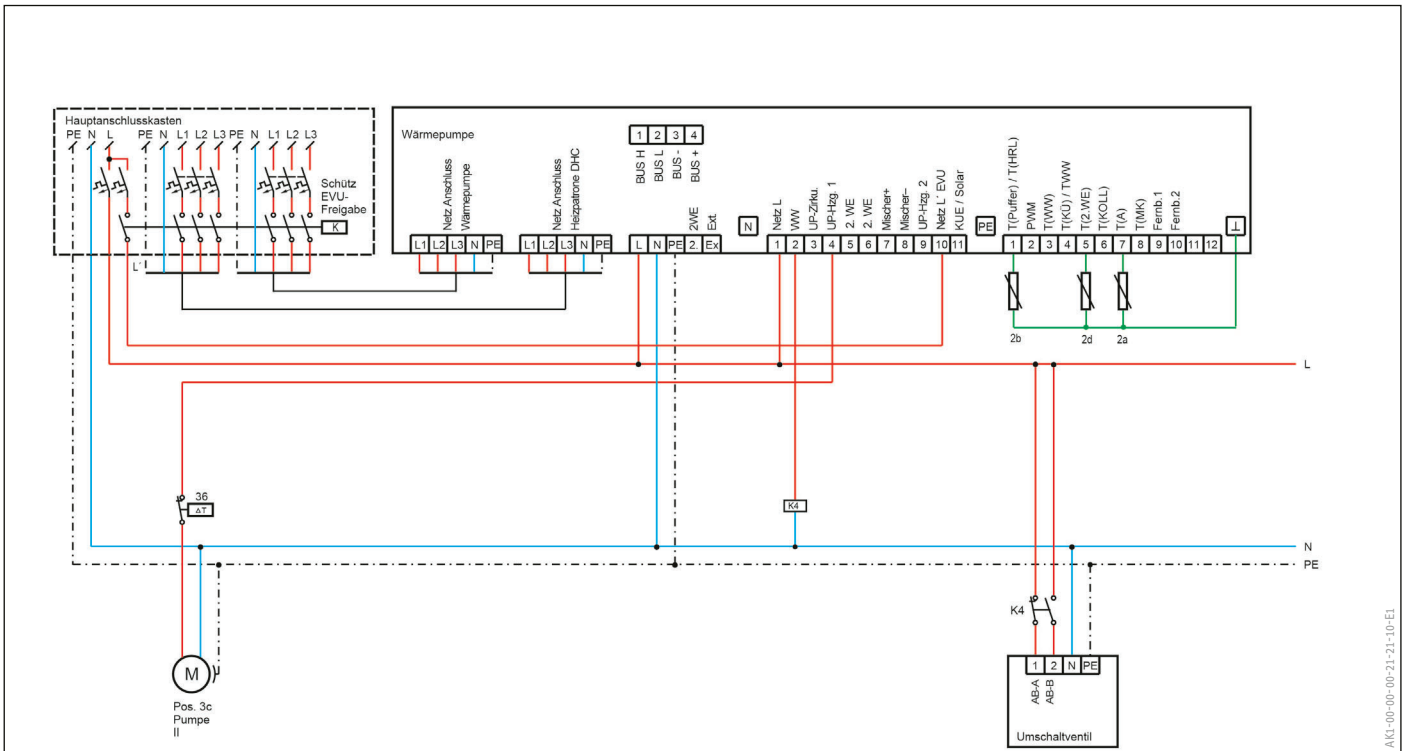 Hauptanschlusskasten
PE N L PE N L1 L2 L3 PE N L1 L2 L3
Schütz
EVU-
Freigabe
K
L'
Wärmepumpe
Netz Anschluss
Wärmepumpe
L1 L2 L3 N PE
Netz Anschluss
Heizpatrone DHC
L1 L2 L3 N PE
1 2 3 4
BUS H
BUS L
BUS -
BUS +
2WE
Ext.
L N PE 2. Ex
N
Netz L
WW
UP-Zirku.
UP-Hzg. 1
2. WE
2. WE
Mischer+
Mischer–
UP-Hzg. 2
Netz L' EVU
KUE / Solar
1 2 3 4 5 6 7 8 9 10 11
PE
T(Puffer) / T(HRL)
PWM
T(WW)
T(KÜ) / TWW
T(2.WE)
T(KOLL)
T(A)
T(MK)
Fernb.1
Fernb.2
1 2 3 4 5 6 7 8 9 10 11 12
2b 2d 2a
L
36
ΔT
K4
N
PE
K4
M
Pos. 3c
Pumpe
II
1 2 N PE
AB-A
AB-B
Umschaltventil
AK1-00-00-00-21-21-10-E1